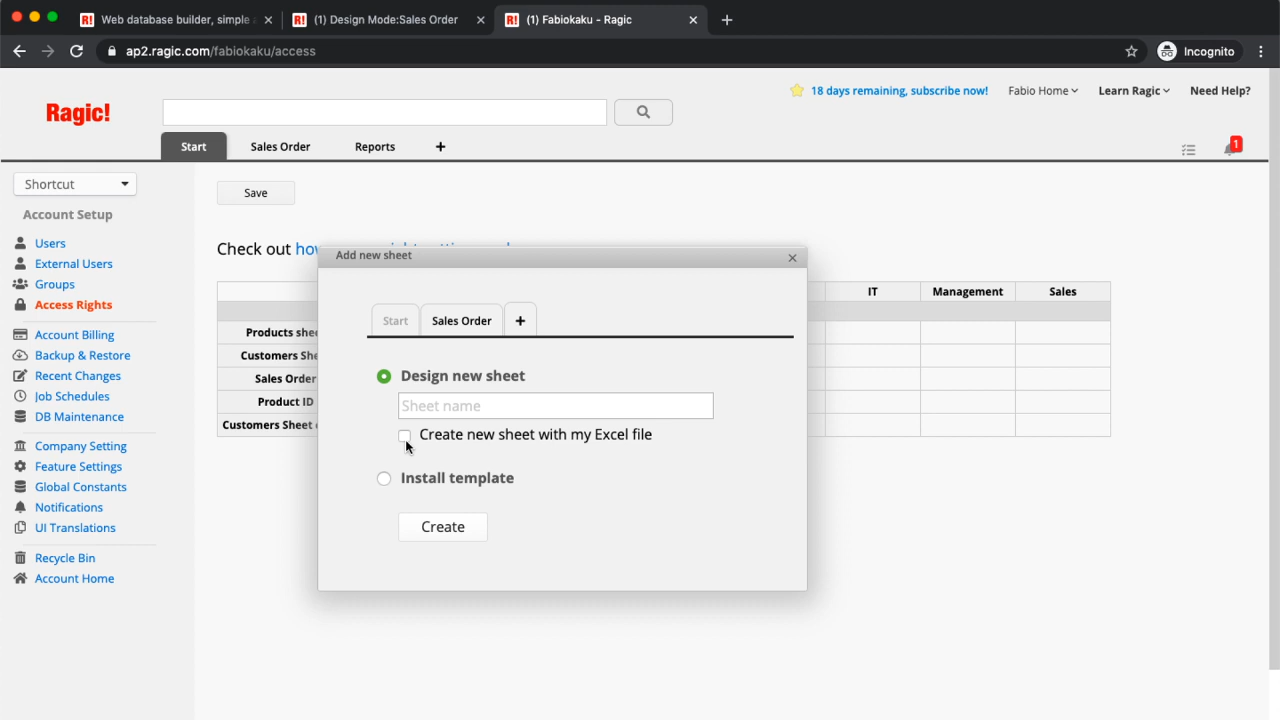 R! Web database builder, simple a
R! (1) Design Mode:Sales Order
R! (1) Fabiokaku - Ragic
ap2.ragic.com/fabiokaku/access
Incognito
Ragic!
18 days remaining, subscribe now!
Fabio Home
Learn Ragic
Need Help?
Start
Sales Order
Reports
+
1
Shortcut
Account Setup
Users
External Users
Groups
Access Rights
Account Billing
Backup & Restore
Recent Changes
Job Schedules
DB Maintenance
Company Setting
Feature Settings
Global Constants
Notifications
UI Translations
Recycle Bin
Account Home
Save
Check out
IT Management Sales
Products
Customers
Sales Order
Product ID
Customers Sheet
Add new sheet
Start
Sales Order
+
Design new sheet
Sheet name
Create new sheet with my Excel file
Install template
Create